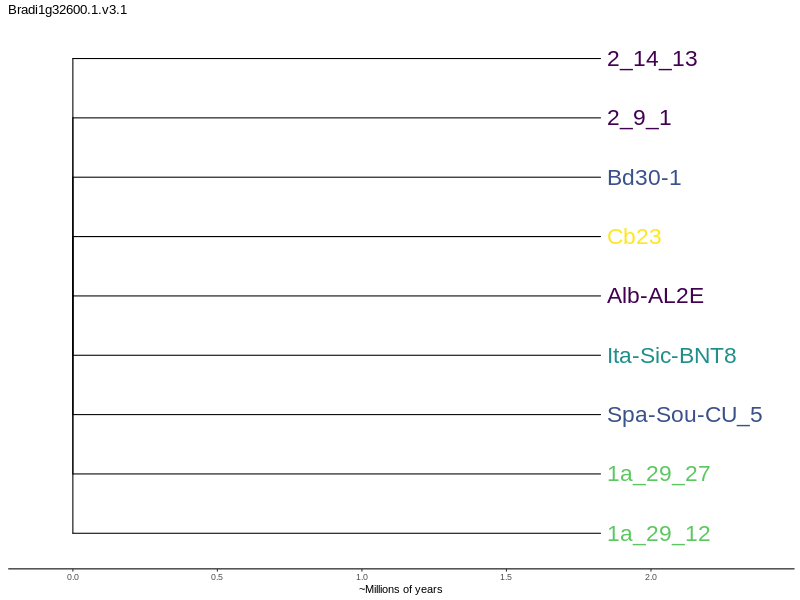 Bradi1g32600.1.v3.1
2_14_13
2_9_1
Bd30-1
Cb23
Alb-AL2E
Ita-Sic-BNT8
Spa-Sou-CU_5
1a_29_27
1a_29_12
0.0 0.5 1.0 1.5 2.0
~Millions of years